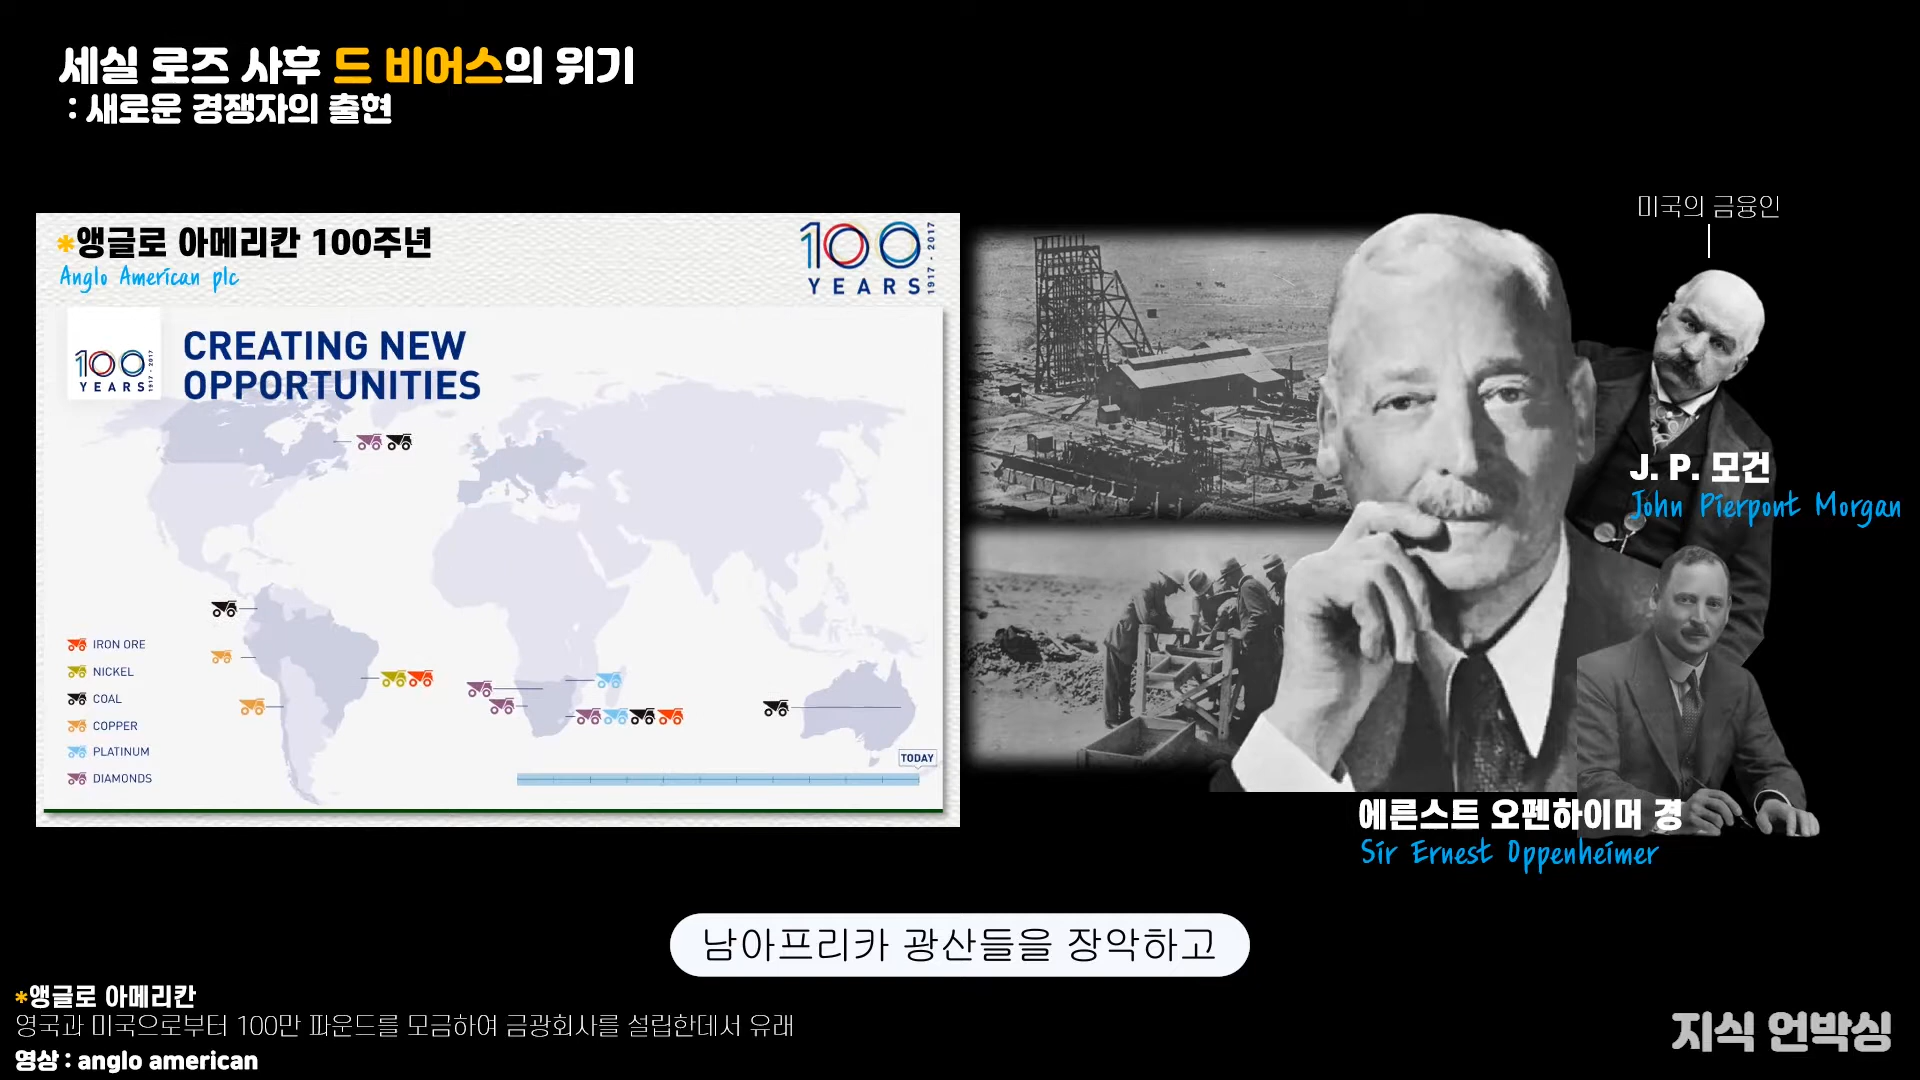 세실 로즈 사후 드 비어스의 위기
: 새로운 경쟁자의 출현
*앵글로 아메리칸 100주년
Anglo American plc
100
YEARS
1917 - 2017
100
YEARS
1917 - 2017
CREATING NEW
OPPORTUNITIES
IRON ORE
NICKEL
COAL
COPPER
PLATINUM
DIAMONDS
TODAY
미국의 금융인
J. P. 모건
John Pierpont Morgan
에른스트 오펜하이머 경
Sir Ernest Oppenheimer
남아프리카 광산들을 장악하고
*앵글로 아메리칸
영국과 미국으로부터 100만 파운드를 모금하여 금광회사를 설립한데서 유래
영상 : anglo american
지식 언박싱